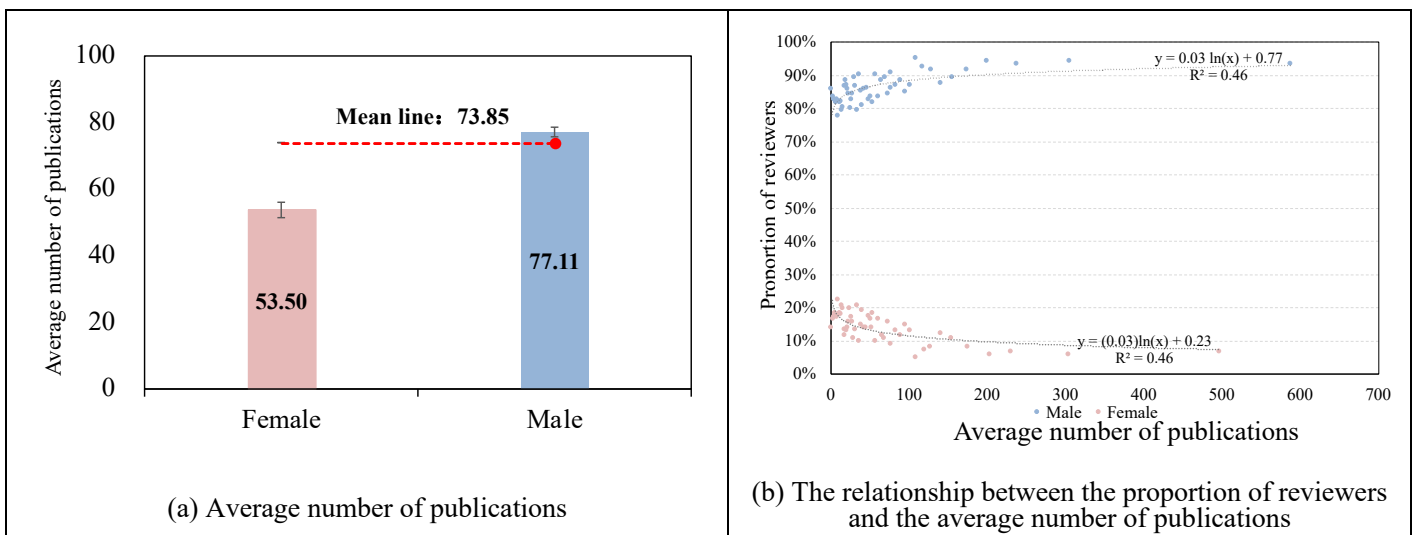 100
80
60
40
20
0
Average number of publications
Mean line：73.85
53.50
77.11
Female
Male
(a) Average number of publications
100%
90%
80%
70%
60%
50%
40%
30%
20%
10%
0%
Proportion of reviewers
y = 0.03 ln(x) + 0.77
R² = 0.46
y = (0.03)ln(x) + 0.23
R² = 0.46
0 100 200 300 400 500 600 700
Male Female
Average number of publications
(b) The relationship between the proportion of reviewers
and the average number of publications